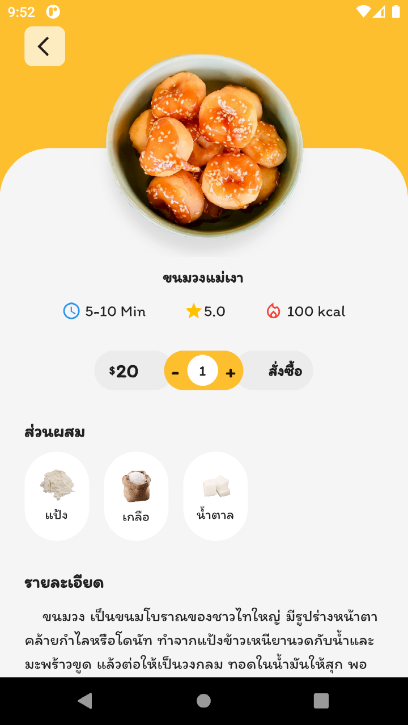 9:52
ขนมวงแม่เงา
5-10 Min
5.0
100 kcal
$20
- 1 +
สั่งซื้อ
ส่วนผสม
แป้ง
เกลือ
น้ำตาล
รายละเอียด
ขนมวง เป็นขนมโบราณของชาวไทใหญ่ มีรูปร่างหน้าตา
คล้ายกำไลหรือโดนัท ทำจากแป้งข้าวเหนียานวดกับน้ำและ
มะพร้าวขูด แล้วต่อให้เป็นวงกลม ทอดในน้ำมันให้สุก พอ